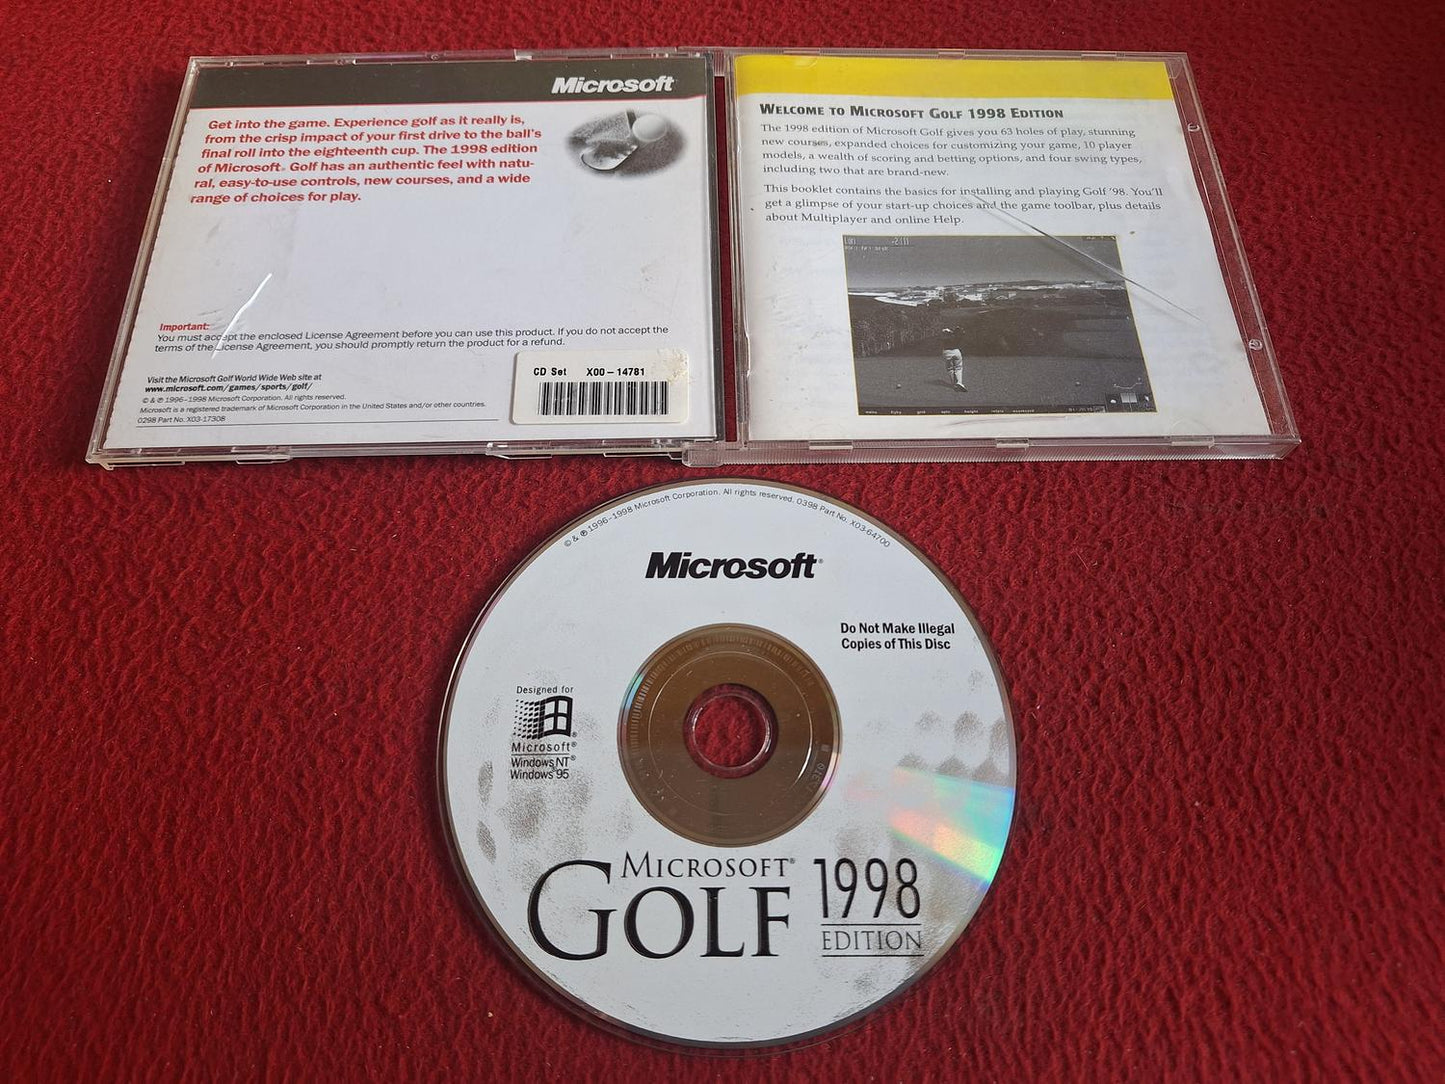 Microsoft
Get into the game. Experience golf as it really is,
from the crisp impact of your first drive to the ball's
final roll into the eighteenth cup. The 1998 edition
of Microsoft® Golf has an authentic feel with natu-
ral, easy-to-use controls, new courses, and a wide
range of choices for play.
Important:
You must accept the enclosed License Agreement before you can use this product. If you do not accept the
terms of the License Agreement, you should promptly return the product for a refund.
CD Set X00-14781
Visit the Microsoft Golf World Wide Web site at
www.microsoft.com/games/sports/golf/
© & ℗ 1996-1998 Microsoft Corporation. All rights reserved.
Microsoft is a registered trademark of Microsoft Corporation in the United States and/or other countries.
0298 Part No. X03-17308
Welcome to Microsoft Golf 1998 Edition
The 1998 edition of Microsoft Golf gives you 63 holes of play, stunning
new courses, expanded choices for customizing your game, 10 player
models, a wealth of scoring and betting options, and four swing types,
including two that are brand-new.
This booklet contains the basics for installing and playing Golf '98. You'll
get a glimpse of your start-up choices and the game toolbar, plus details
about Multiplayer and online Help.
© & ℗ 1996-1998 Microsoft Corporation. All rights reserved. 0398 Part No. X03-64700
Microsoft®
Do Not Make Illegal
Copies of This Disc
Designed for
Microsoft®
Windows NT®
Windows 95
Microsoft®
Golf 1998
Edition